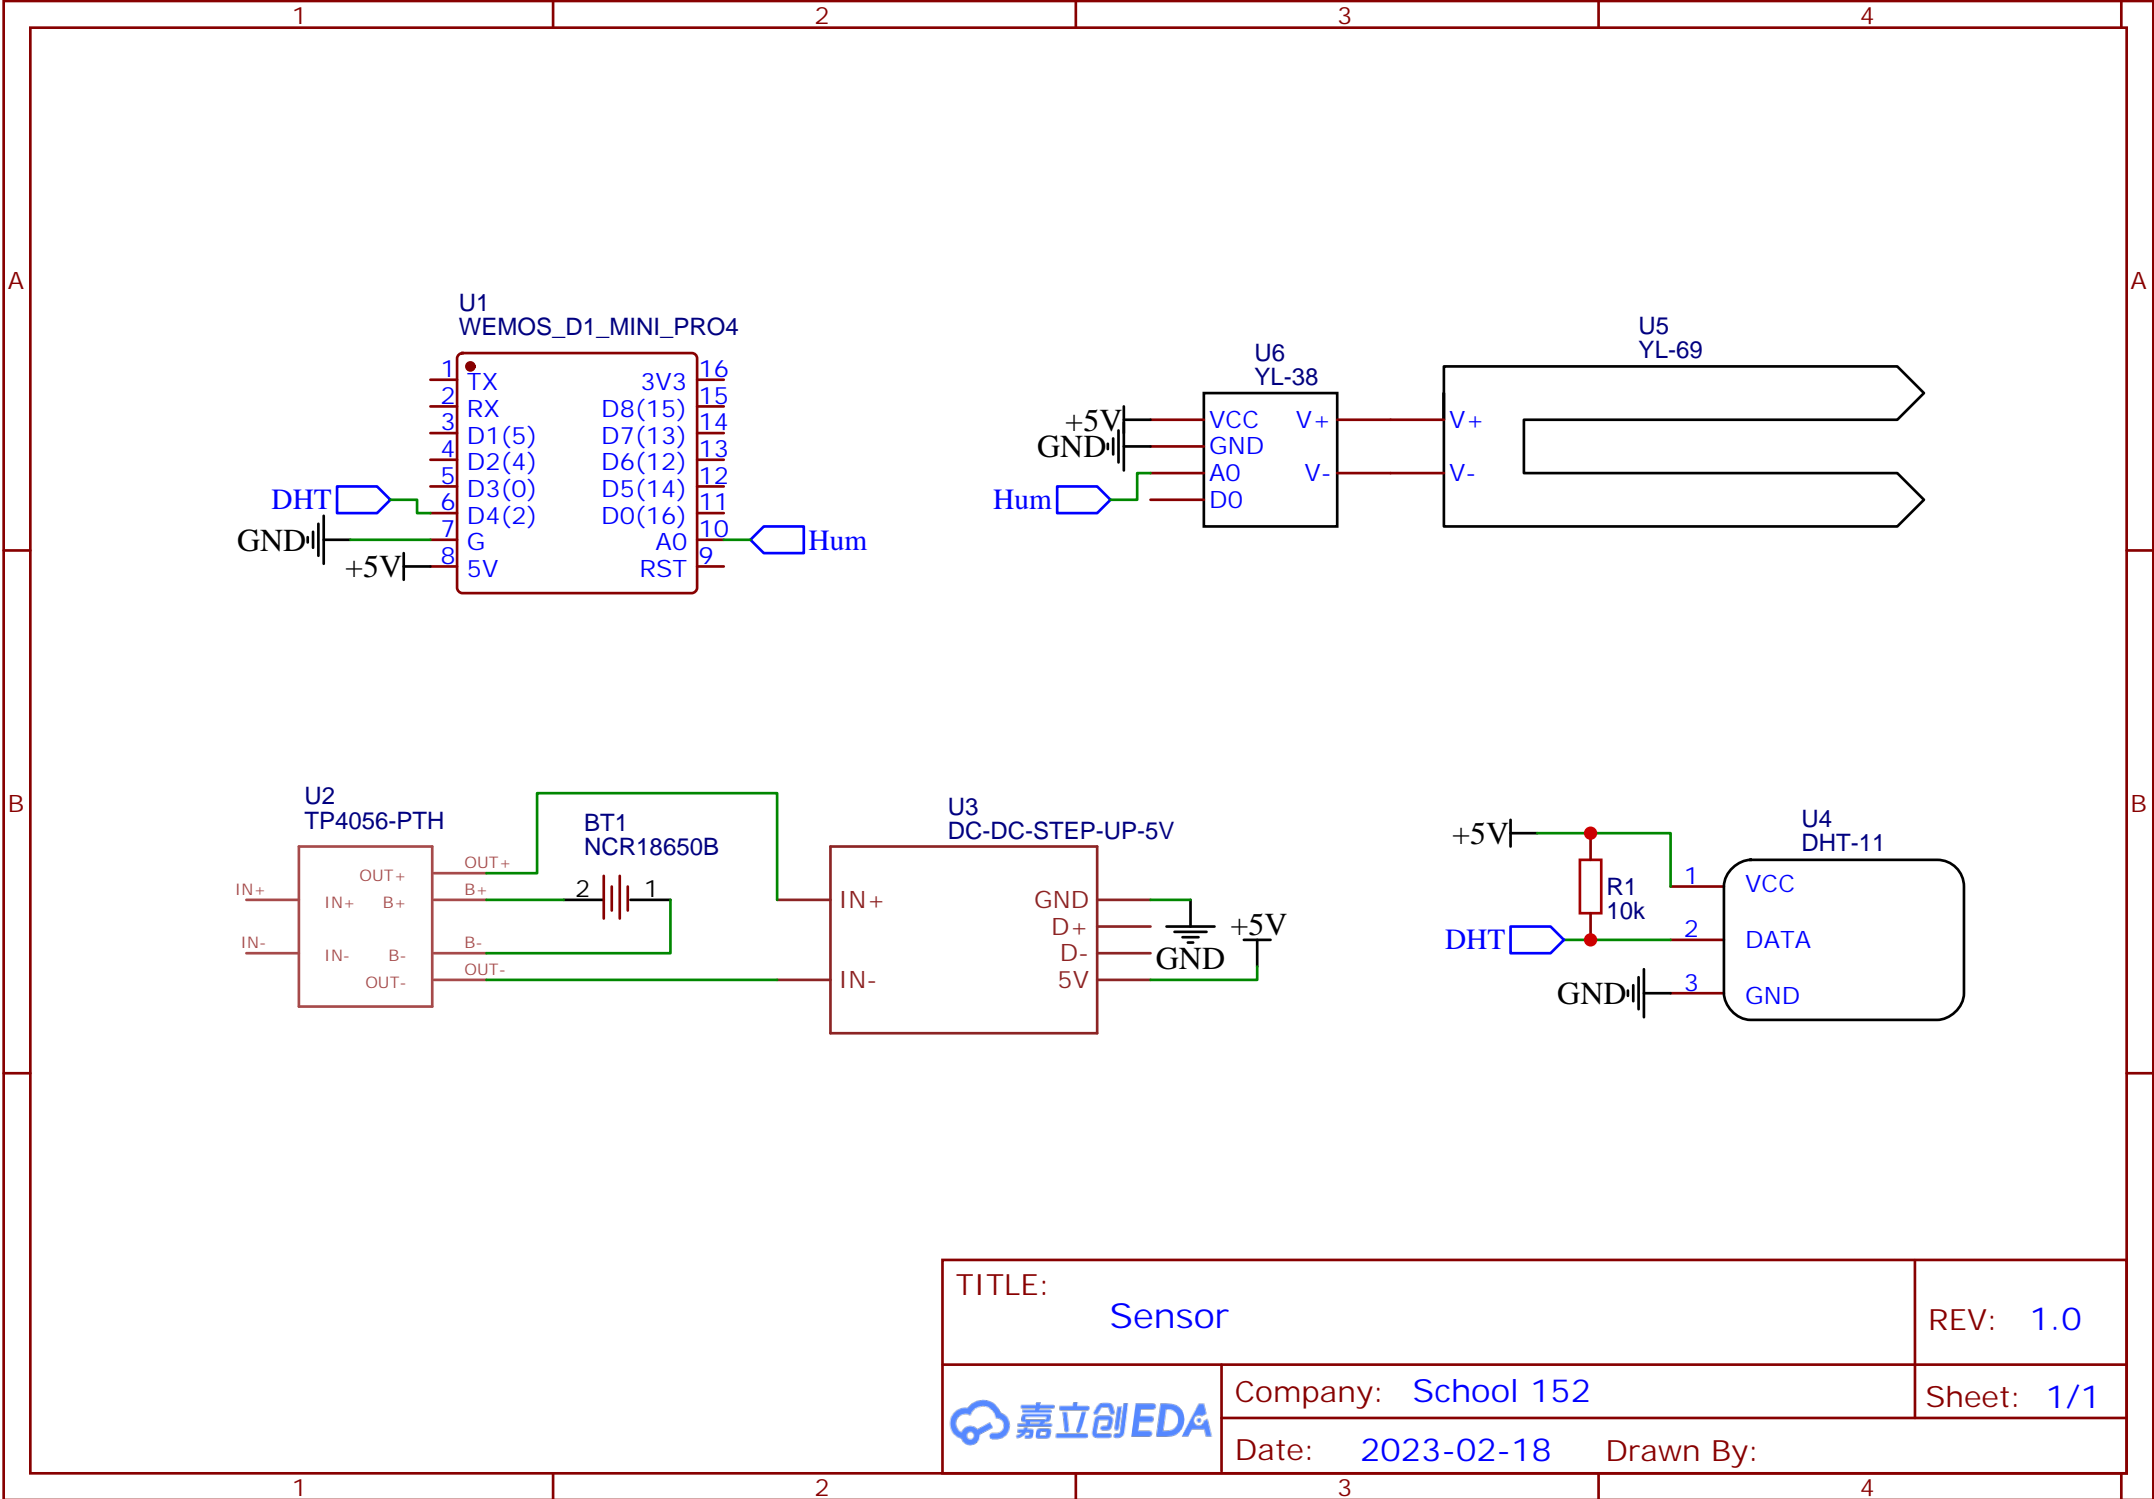 1 2 3 4
A A
B B
U1
WEMOS_D1_MINI_PRO4
1 TX
2 RX
3 D1(5)
4 D2(4)
5 D3(0)
DHT 6 D4(2)
GND 7 G
+5V 8 5V
3V3 16
D8(15) 15
D7(13) 14
D6(12) 13
D5(14) 12
D0(16) 11
A0 10 Hum
RST 9
U6
YL-38
+5V VCC V+
GND GND
Hum A0 V-
D0
U5
YL-69
V+
V-
U2
TP4056-PTH
IN+ IN+
IN- IN-
OUT+ OUT+
B+ B+
B- B-
OUT- OUT-
BT1
NCR18650B
2 1
U3
DC-DC-STEP-UP-5V
IN+ GND
D+
D-
IN- 5V
GND
+5V
U4
DHT-11
+5V 1 VCC
R1
10k
DHT 2 DATA
GND 3 GND
TITLE:
Sensor
REV: 1.0
嘉立创EDA
Company: School 152
Sheet: 1/1
Date: 2023-02-18 Drawn By:
1 2 3 4